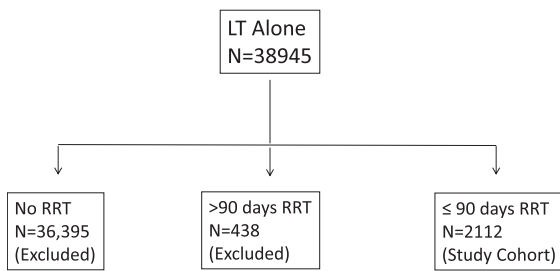 LT Alone
N=38945
No RRT
N=36,395
(Excluded)
>90 days RRT
N=438
(Excluded)
≤ 90 days RRT
N=2112
(Study Cohort)